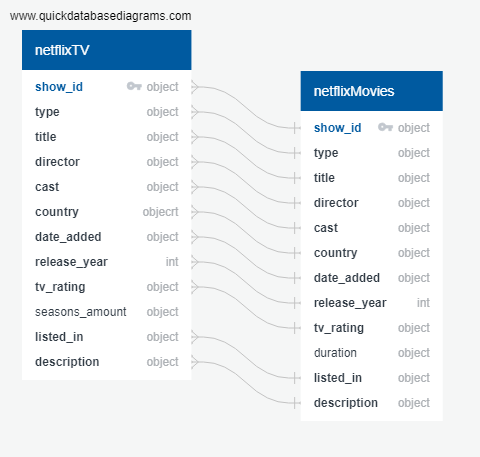 www.quickdatabasediagrams.com
netflixTV
show_id object
type object
title object
director object
cast object
country objecrt
date_added object
release_year int
tv_rating object
seasons_amount object
listed_in object
description object
netflixMovies
show_id object
type object
title object
director object
cast object
country object
date_added object
release_year int
tv_rating object
duration object
listed_in object
description object